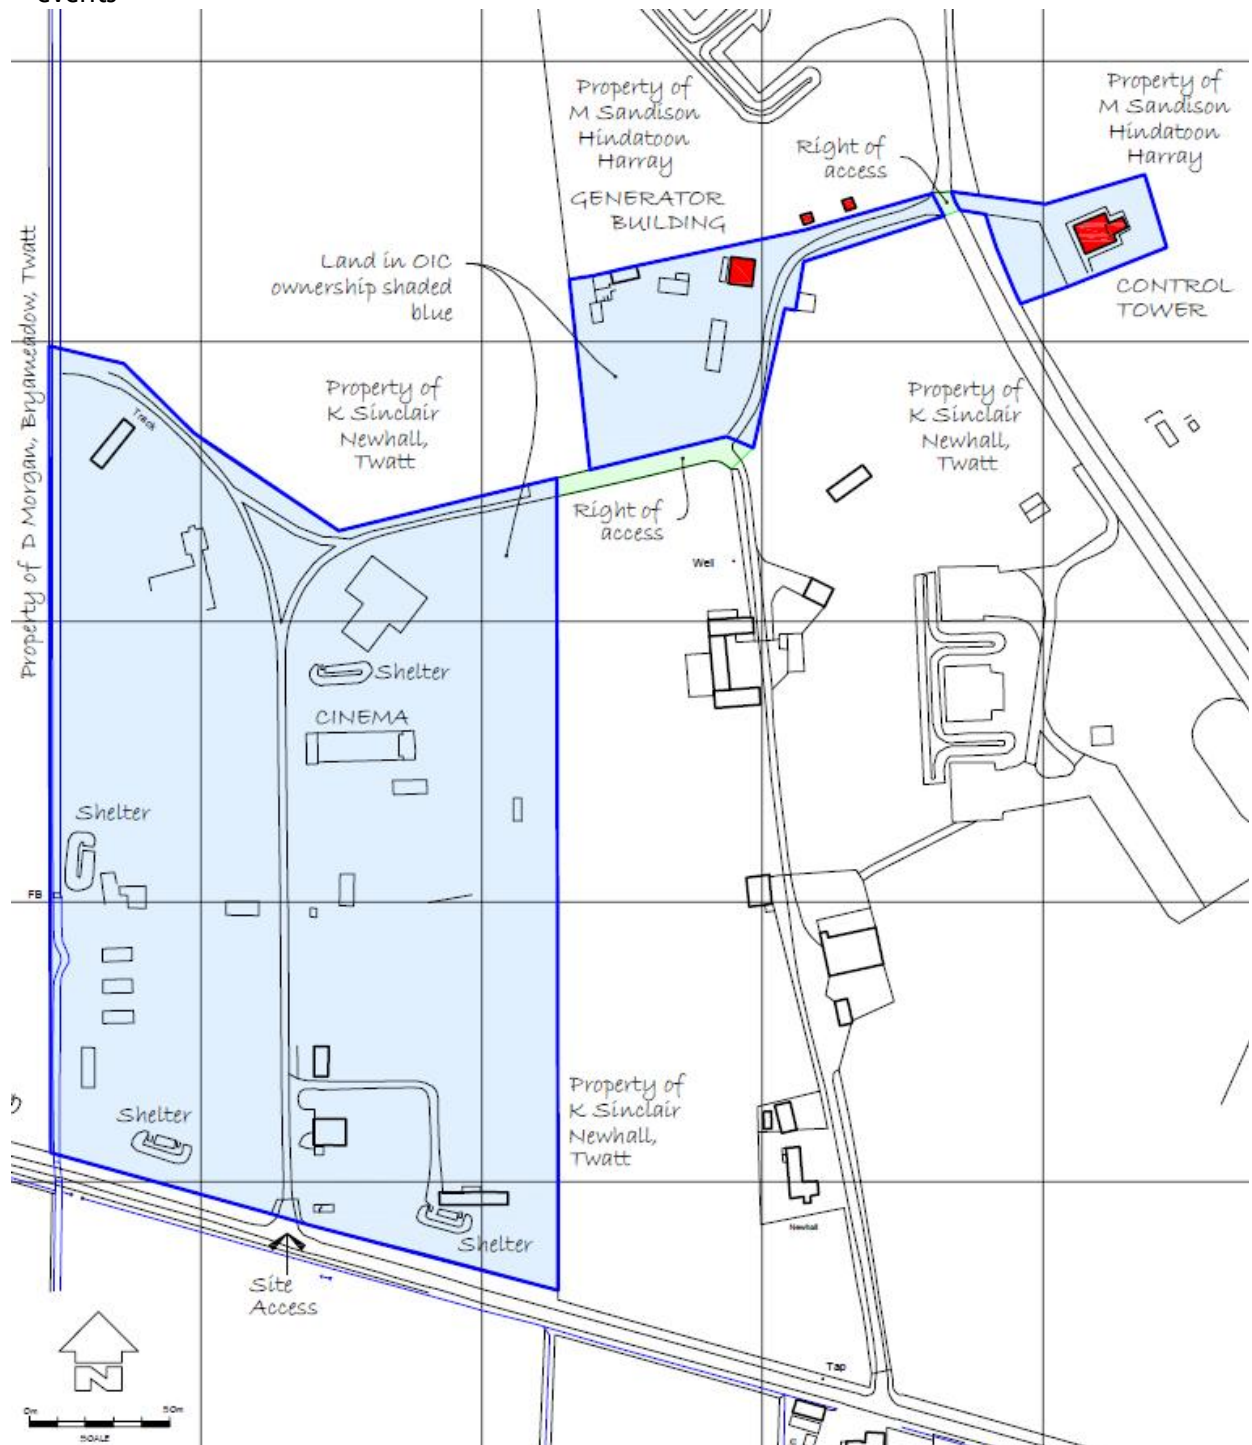 events
Property of
M Sandison
Hindatoon
Harray
GENERATOR
BUILDING
Right of
access
Property of
M Sandison
Hindatoon
Harray
CONTROL
TOWER
Land in OIC
ownership shaded
blue
Property of D Morgan, Bryameadow, Twatt
Track
Property of
K Sinclair
Newhall,
Twatt
Property of
K Sinclair
Newhall,
Twatt
Right of
access
Well
Shelter
CINEMA
Shelter
FB
Shelter
Property of
K Sinclair
Newhall,
Twatt
Newhall
Shelter
Site
Access
Tap
N
0m
50m
SCALE